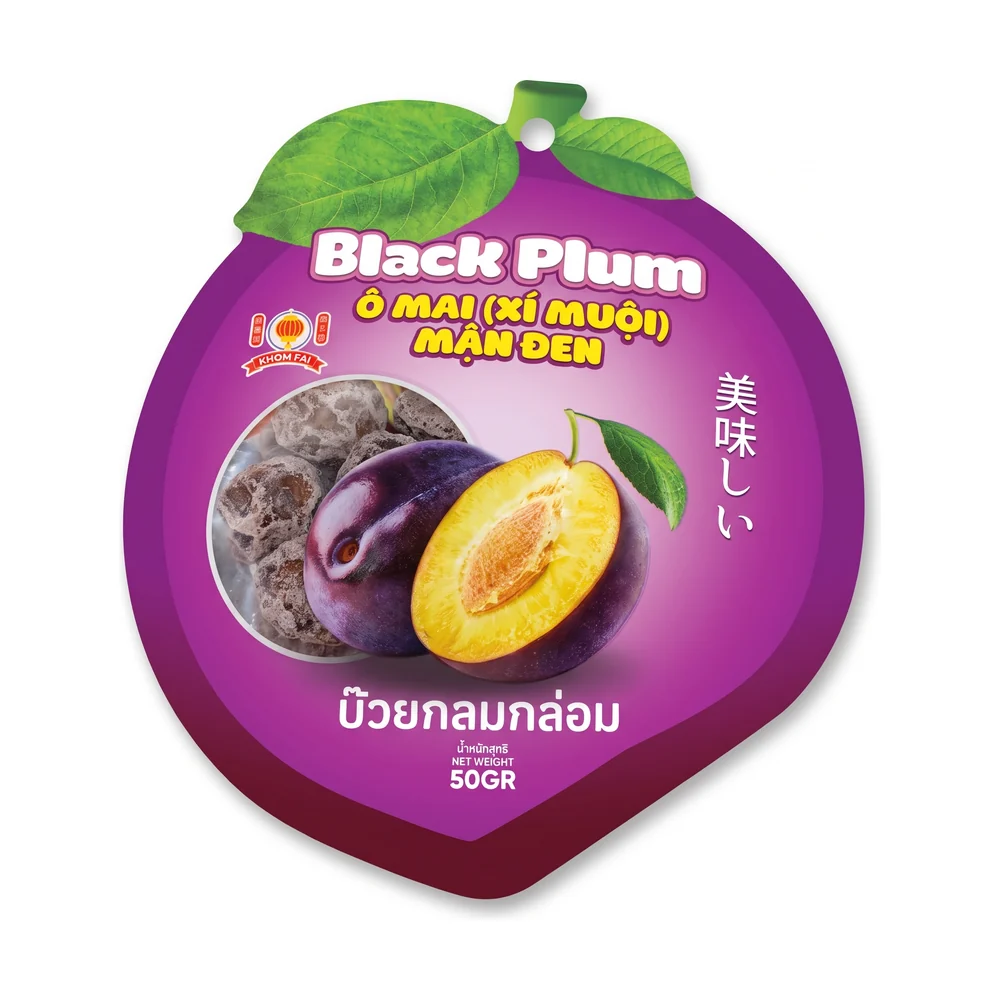 Black Plum
Ô MAI (XÍ MUỘI)
MẬN ĐEN
KHOM FAI
美味しい
บ๊วยกลมกล่อม
น้ำหนักสุทธิ
NET WEIGHT
50GR